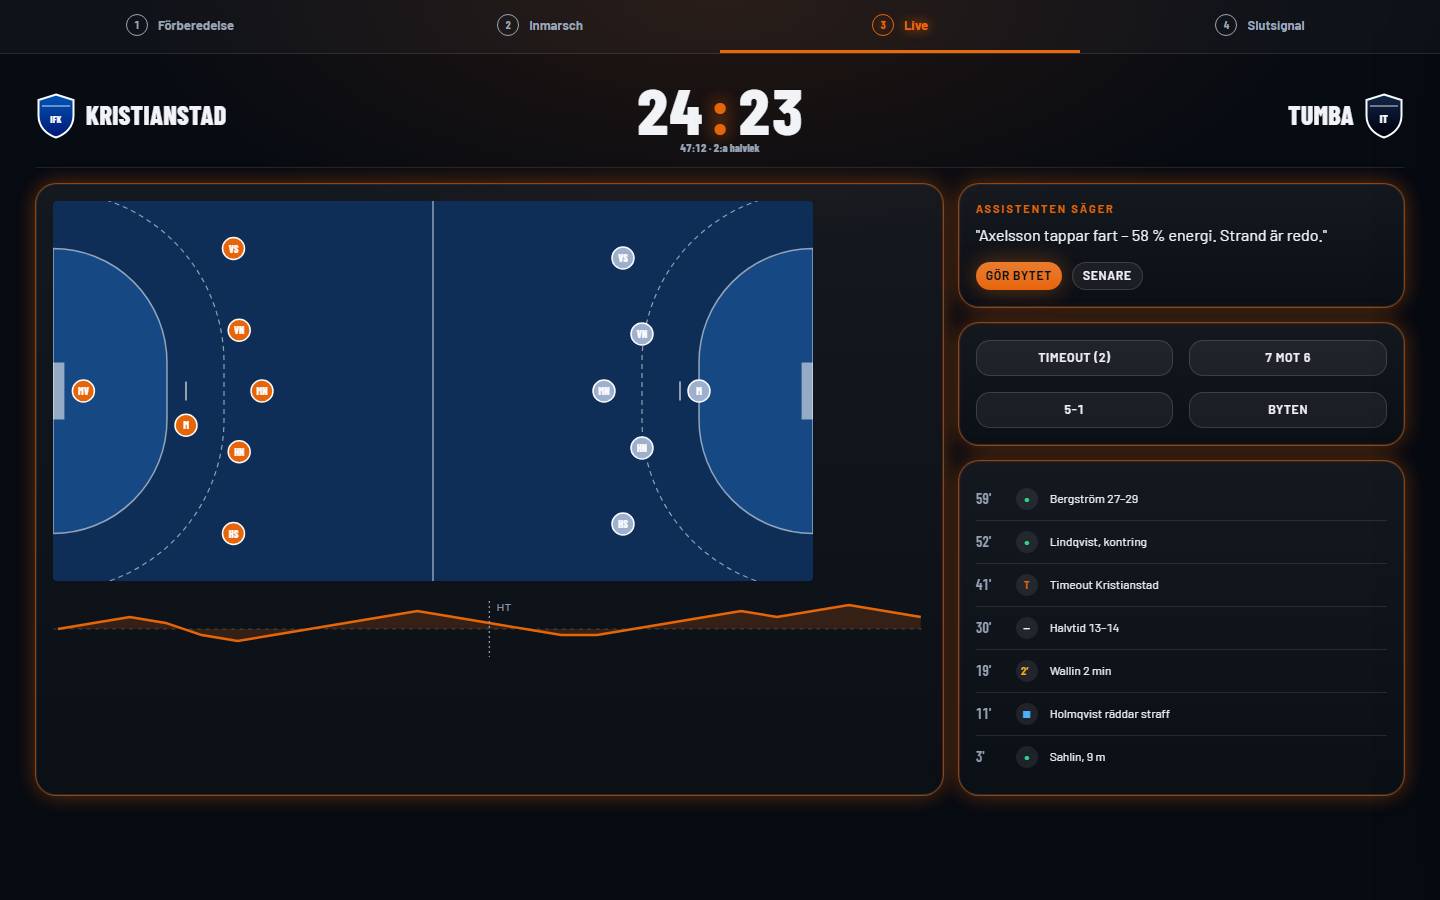 1 Förberedelse
2 Inmarsch
3 Live
4 Slutsignal
IFK KRISTIANSTAD
24:23
47:12 · 2:a halvlek
TUMBA IT
VS
VN
MV
MN
M
HN
HS
VS
VN
MN
M
HN
HS
HT
ASSISTENTEN SÄGER
"Axelsson tappar fart – 58 % energi. Strand är redo."
GÖR BYTET SENARE
TIMEOUT (2) 7 MOT 6
5-1 BYTEN
59' Bergström 27–29
52' Lindqvist, kontring
41' T Timeout Kristianstad
30' – Halvtid 13–14
19' 2' Wallin 2 min
11' Holmqvist räddar straff
3' Sahlin, 9 m